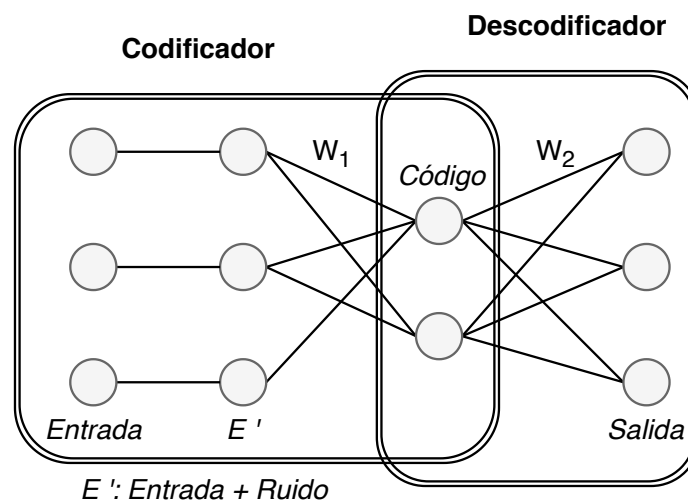 Descodificador
Codificador
W1
W2
Código
Entrada
E '
Salida
E ': Entrada + Ruido